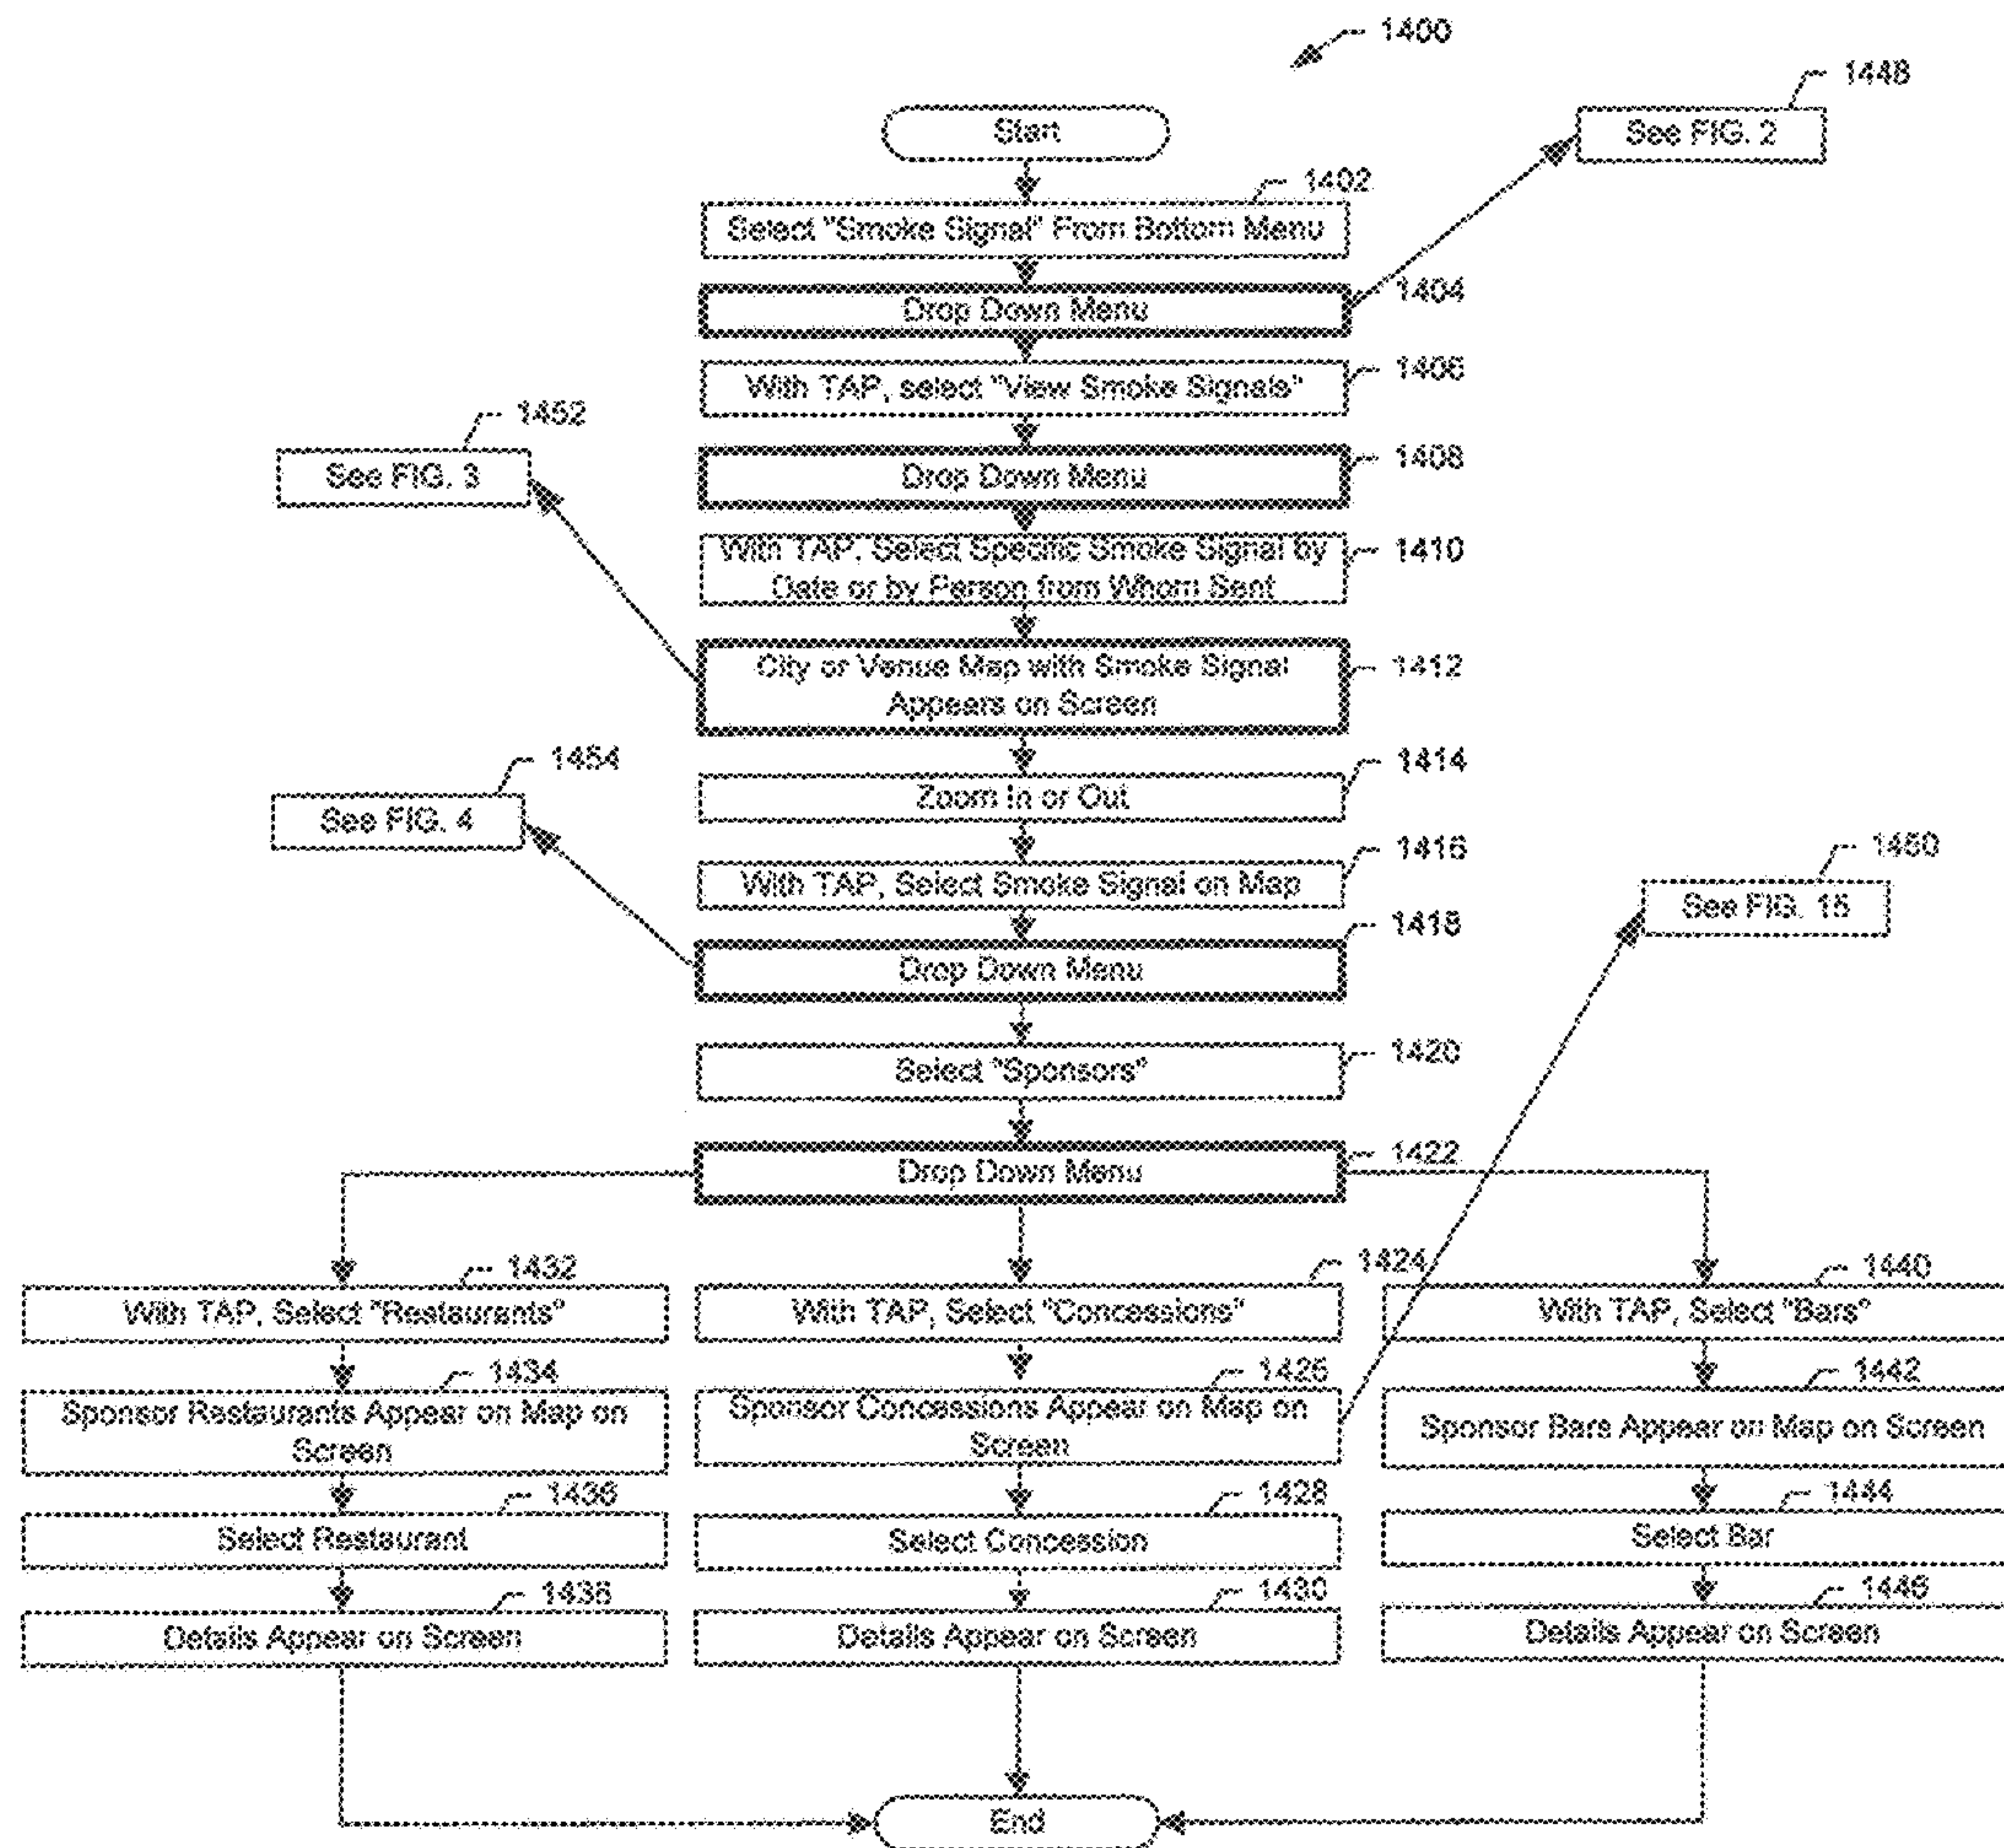 1400
1448
Start
See FIG. 2
1402
Select "Smoke Signal" From Bottom Menu
1404
Drop Down Menu
1406
With TAP, select "View Smoke Signals"
1452
1408
See FIG. 3
Drop Down Menu
1410
With TAP, Select Specific Smoke Signal by
Date or by Person from Whom Sent
1412
City or Venue Map with Smoke Signal
Appears on Screen
1454
1414
See FIG. 4
Zoom In or Out
1416
1450
With TAP, Select Smoke Signal on Map
See FIG. 15
1418
Drop Down Menu
1420
Select "Sponsors"
1422
Drop Down Menu
1432
1424
1440
With TAP, Select "Restaurants"
With TAP, Select "Concessions"
With TAP, Select "Bars"
1434
1426
1442
Sponsor Restaurants Appear on Map on
Screen
Sponsor Concessions Appear on Map on
Screen
Sponsor Bars Appear on Map on Screen
1436
1428
1444
Select Restaurant
Select Concession
Select Bar
1430
1446
Details Appear on Screen
Details Appear on Screen
Details Appear on Screen
End